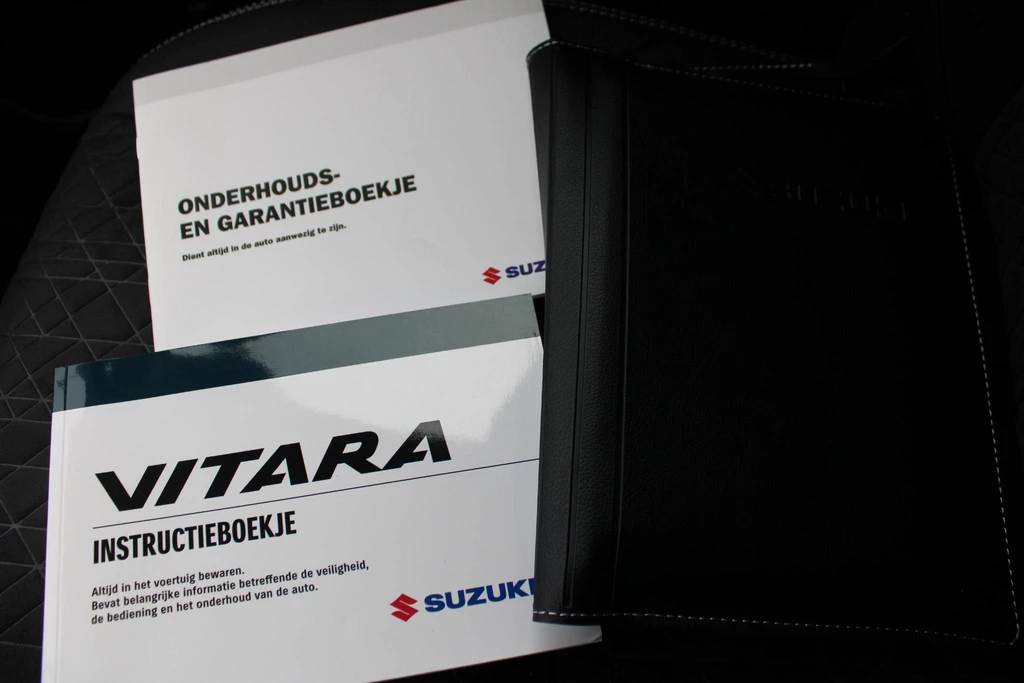 ONDERHOUDS-
EN GARANTIEBOEKJE
Dient altijd in de auto aanwezig te zijn.
SUZ
VITARA
INSTRUCTIEBOEKJE
Altijd in het voertuig bewaren.
Bevat belangrijke informatie betreffende de veiligheid,
de bediening en het onderhoud van de auto.
SUZUKI